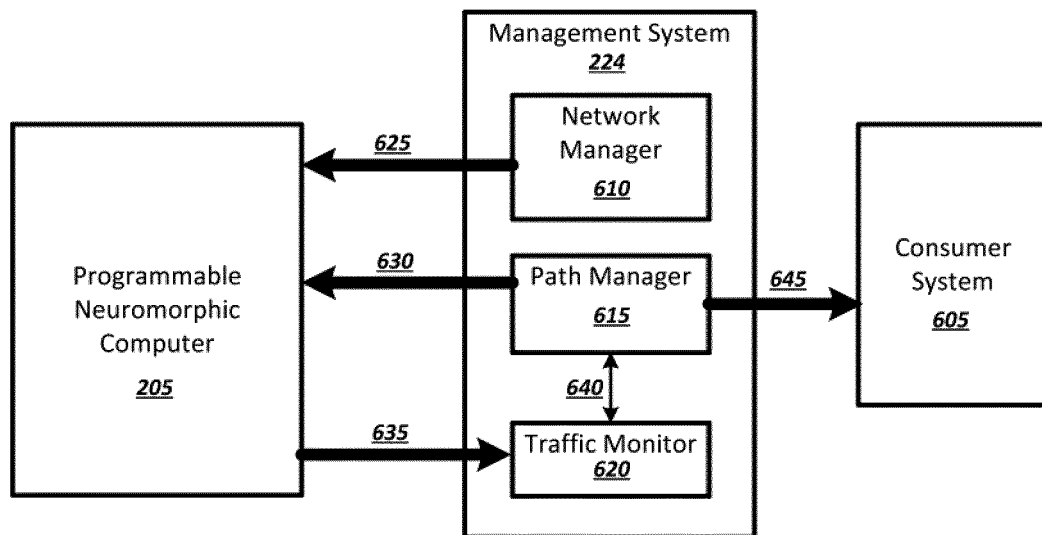 Management System
224
Network
Manager
610
625
Programmable
Neuromorphic
Computer
205
630
Path Manager
615
645
Consumer
System
605
640
635
Traffic Monitor
620